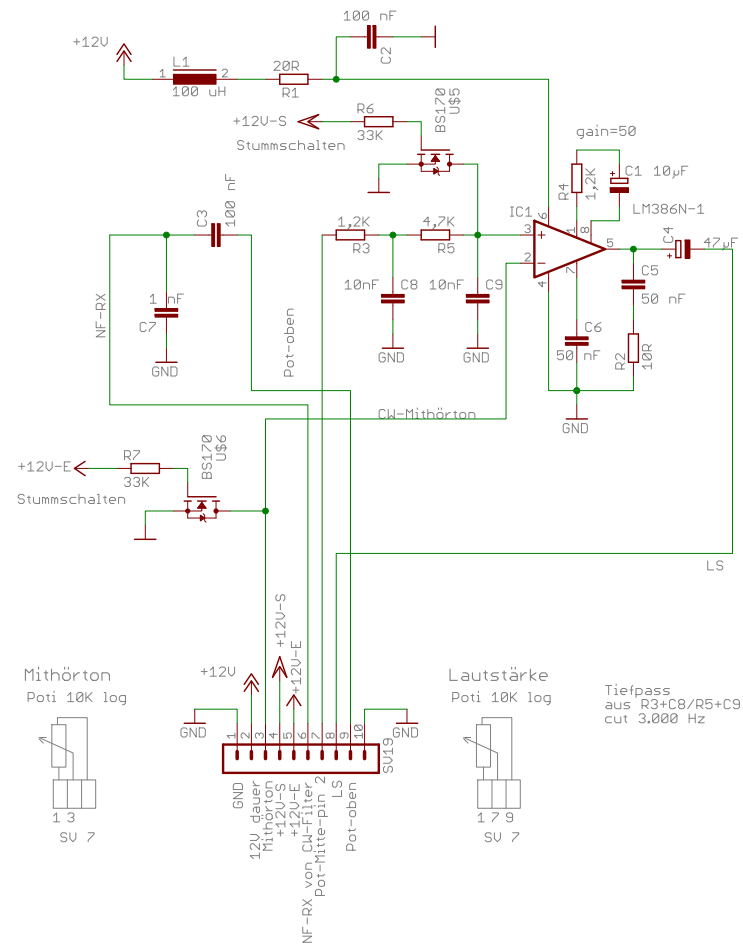 100 nF
+12V
C2
L1
1
2
100 uH
20R
R1
+12V-S
Stummschalten
R6
33K
BS170
U$5
gain=50
R4
1,2K
C1
10µF
+
LM386N-1
IC1
6
1
8
3
+
2
-
5
7
4
C4
+
47µF
C3
100 nF
1,2K
R3
4,7K
R5
C5
50 nF
NF-RX
1 nF
C7
GND
Pot-oben
10nF
C8
GND
10nF
C9
GND
C6
50 nF
R2
10R
GND
CW-Mithörton
+12V-E
R7
33K
Stummschalten
BS170
U$6
LS
+12V
+12V-S
+12V-E
Mithörton
Poti 10K log
Lautstärke
Poti 10K log
Tiefpass
aus R3+C8/R5+C9
cut 3.000 Hz
GND
1
2
3
4
5
6
7
8
9
10
GND
SV19
GND
12V dauer
Mithörton
+12V-S
+12V-E
NF-RX von CW-Filter
Pot-Mitte-pin 2
LS
Pot-oben
1 3
SV 7
1 7 9
SV 7